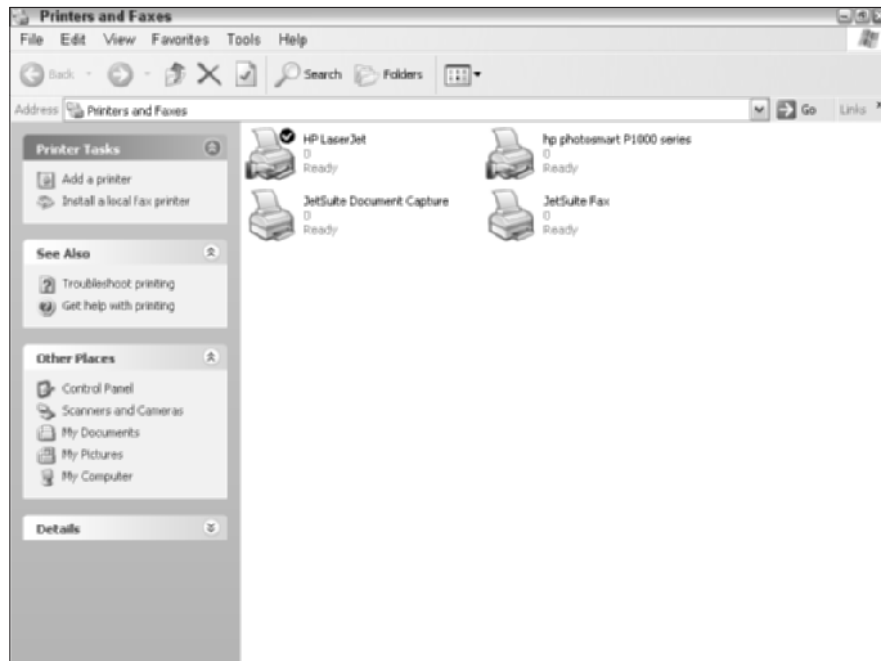 Printers and Faxes
File Edit View Favorites Tools Help
Back Search Folders
Address Printers and Faxes Go Links
Printer Tasks
Add a printer
Install a local fax printer
See Also
Troubleshoot printing
Get help with printing
Other Places
Control Panel
Scanners and Cameras
My Documents
My Pictures
My Computer
Details
HP LaserJet
0
Ready
hp photosmart P1000 series
0
Ready
JetSuite Document Capture
0
Ready
JetSuite Fax
0
Ready